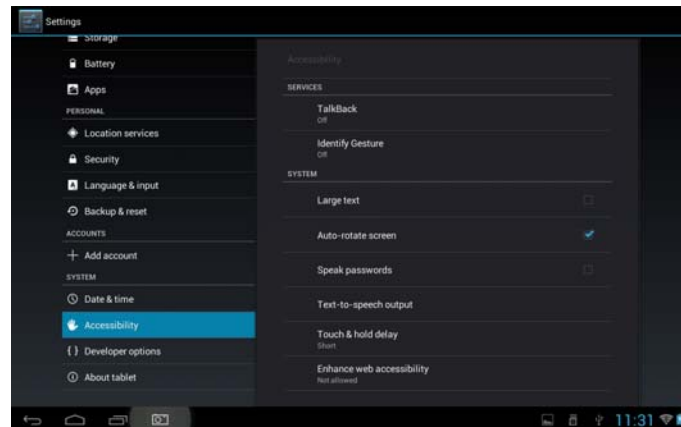 Settings
Storage
Battery
Apps
PERSONAL
Location services
Security
Language & input
Backup & reset
ACCOUNTS
Add account
SYSTEM
Date & time
Accessibility
Developer options
About tablet
Accessibility
SERVICES
TalkBack
Off
Identify Gesture
Off
SYSTEM
Large text
Auto-rotate screen
Speak passwords
Text-to-speech output
Touch & hold delay
Short
Enhance web accessibility
Not allowed
11:31